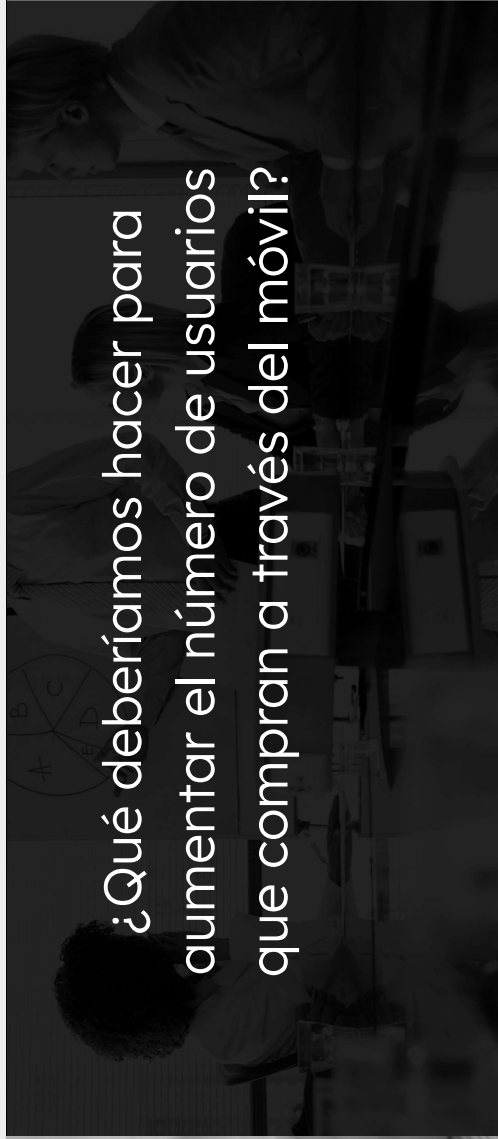 ¿Qué deberíamos hacer para
aumentar el número de usuarios
que compran a través del móvil?
A
B
C
D
E